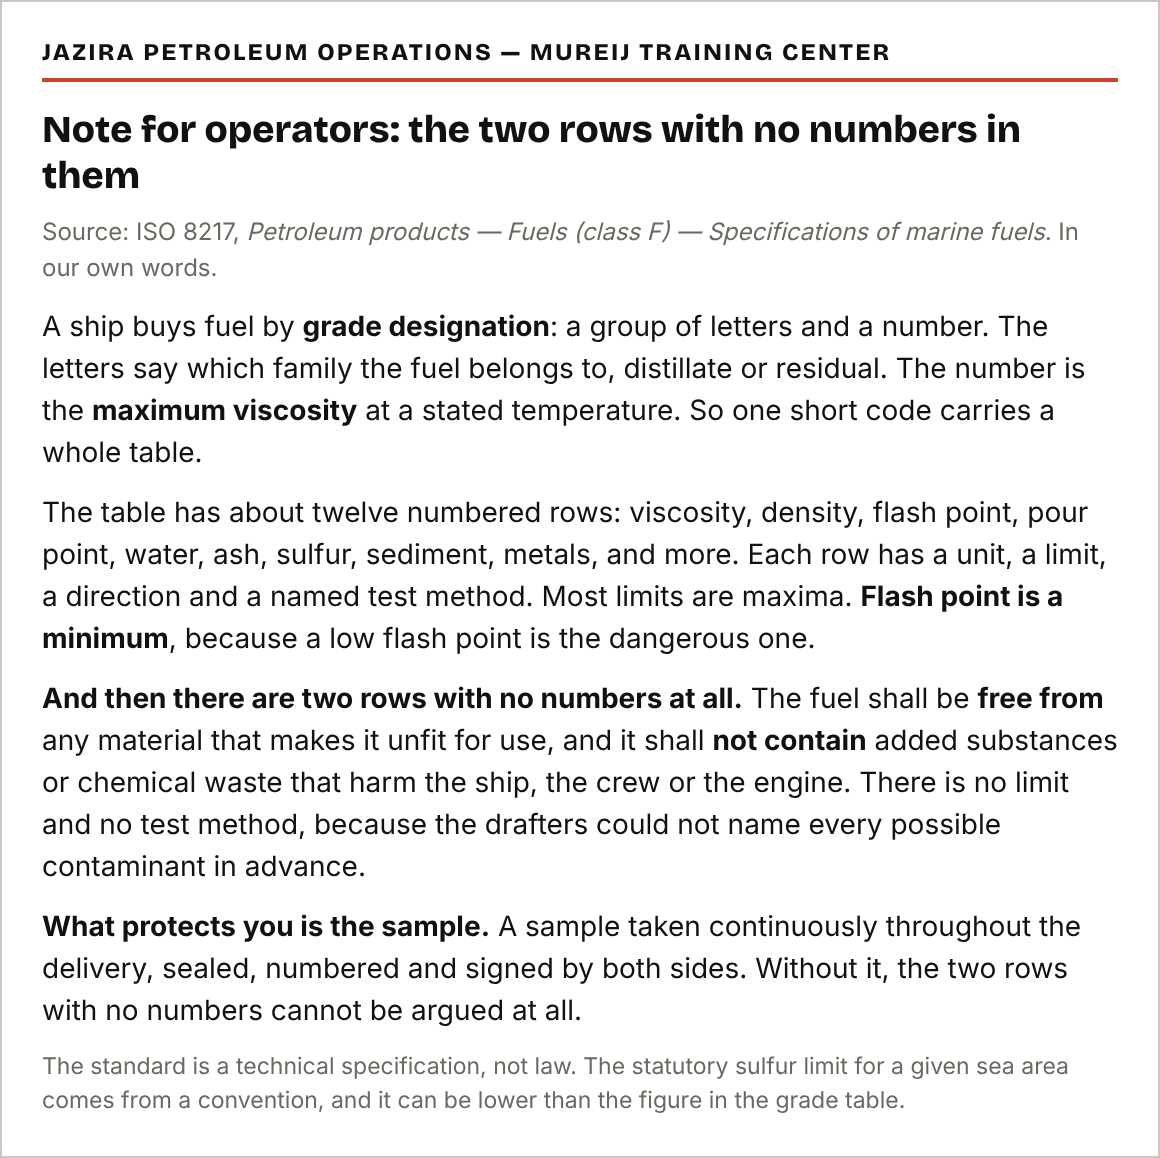 JAZIRA PETROLEUM OPERATIONS — MUREIJ TRAINING CENTER
Note for operators: the two rows with no numbers in
them
Source: ISO 8217, Petroleum products — Fuels (class F) — Specifications of marine fuels. In
our own words.
A ship buys fuel by grade designation: a group of letters and a number. The
letters say which family the fuel belongs to, distillate or residual. The number is
the maximum viscosity at a stated temperature. So one short code carries a
whole table.
The table has about twelve numbered rows: viscosity, density, flash point, pour
point, water, ash, sulfur, sediment, metals, and more. Each row has a unit, a limit,
a direction and a named test method. Most limits are maxima. Flash point is a
minimum, because a low flash point is the dangerous one.
And then there are two rows with no numbers at all. The fuel shall be free from
any material that makes it unfit for use, and it shall not contain added substances
or chemical waste that harm the ship, the crew or the engine. There is no limit
and no test method, because the drafters could not name every possible
contaminant in advance.
What protects you is the sample. A sample taken continuously throughout the
delivery, sealed, numbered and signed by both sides. Without it, the two rows
with no numbers cannot be argued at all.
The standard is a technical specification, not law. The statutory sulfur limit for a given sea area
comes from a convention, and it can be lower than the figure in the grade table.